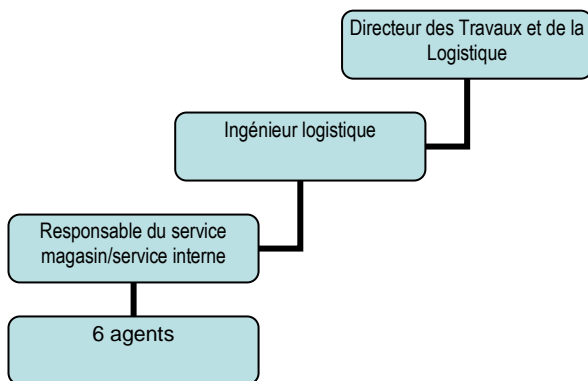 Directeur des Travaux et de la
Logistique
Ingénieur logistique
Responsable du service
magasin/service interne
6 agents